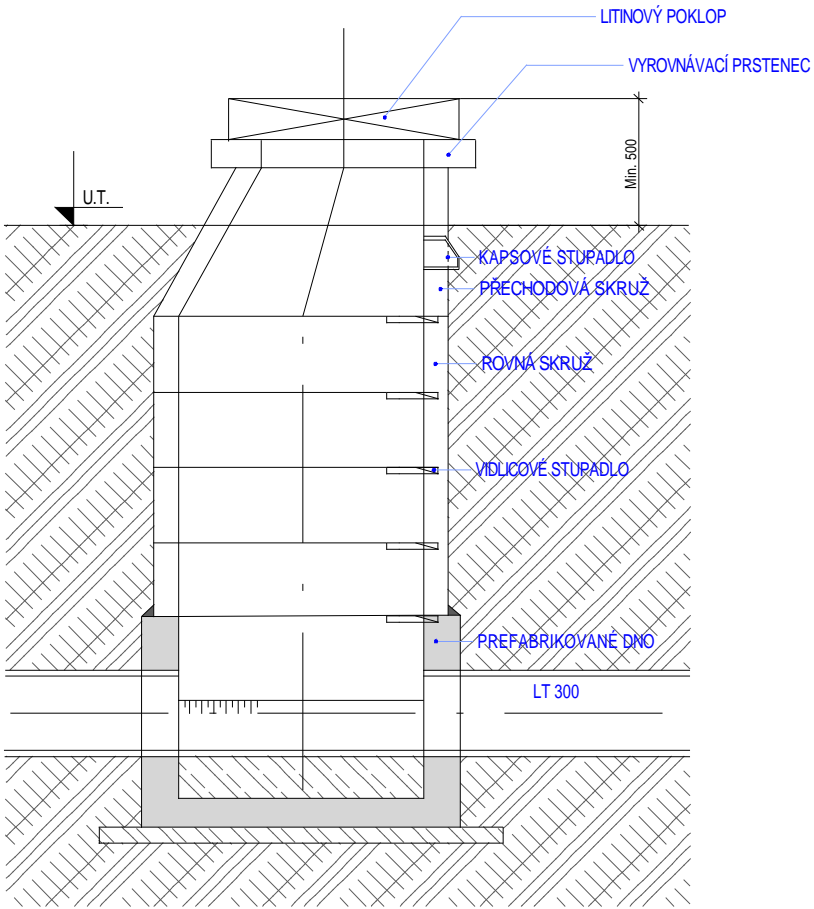 LITINOVÝ POKLOP
VYROVNÁVACÍ PRSTENEC
Min. 500
U.T.
KAPSOVÉ STUPADLO
PŘECHODOVÁ SKRUŽ
ROVNÁ SKRUŽ
VIDLICOVÉ STUPADLO
PREFABRIKOVANÉ DNO
LT 300